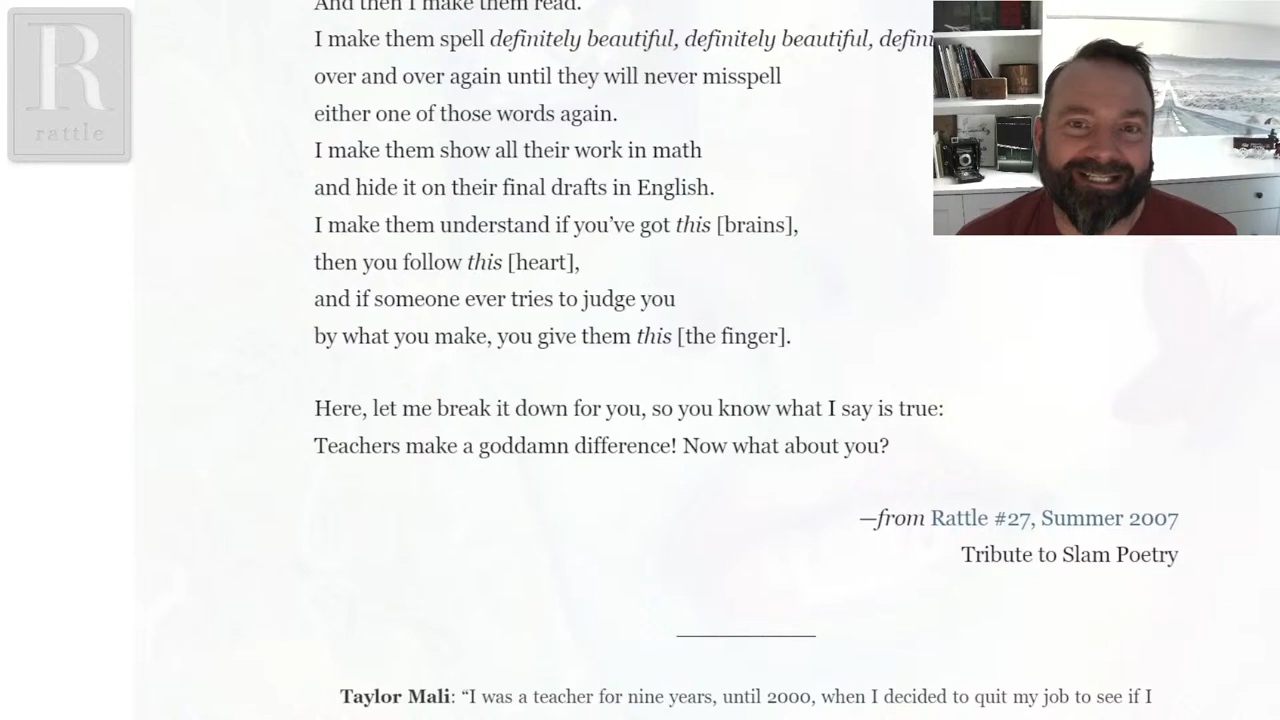 R
rattle
And then I make them read.
I make them spell definitely beautiful, definitely beautiful,
over and over again until they will never misspell
either one of those words again.
I make them show all their work in math
and hide it on their final drafts in English.
I make them understand if you’ve got this [brains],
then you follow this [heart],
and if someone ever tries to judge you
by what you make, you give them this [the finger].
Here, let me break it down for you, so you know what I say is true:
Teachers make a goddamn difference! Now what about you?
—from Rattle #27, Summer 2007
Tribute to Slam Poetry
Taylor Mali: “I was a teacher for nine years, until 2000, when I decided to quit my job to see if I